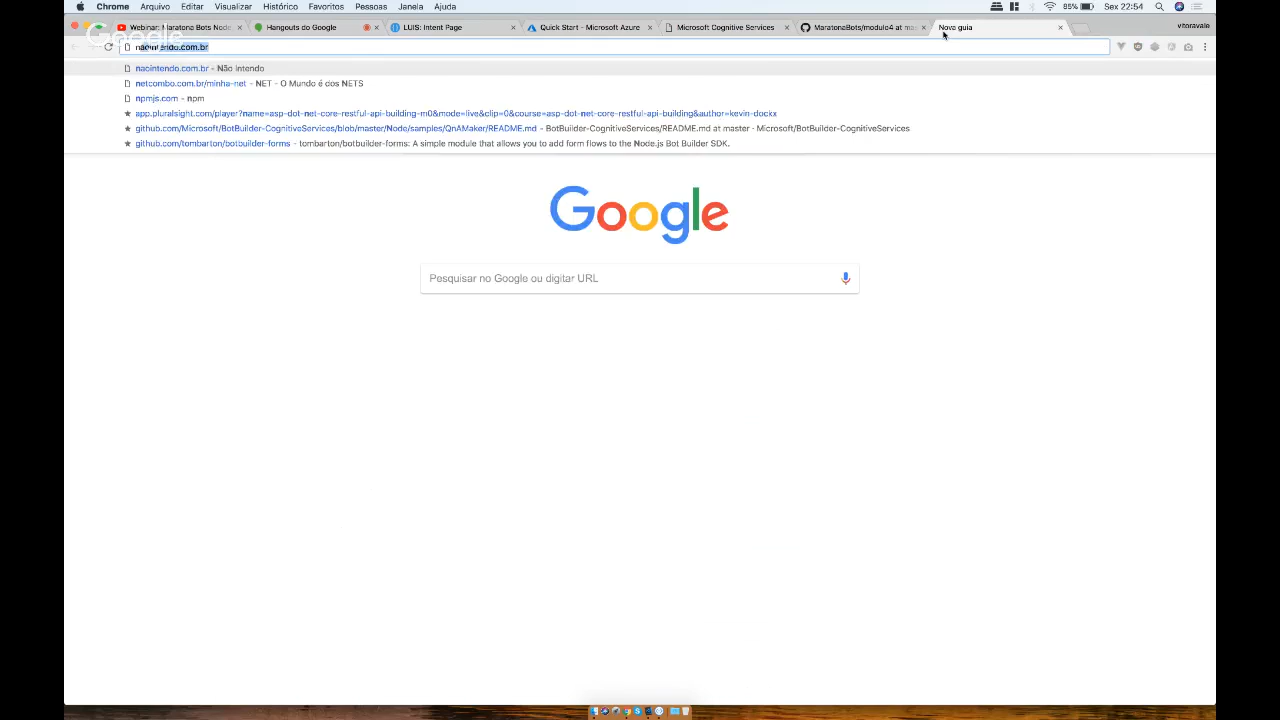 Chrome Arquivo Editar Visualizar Histórico Favoritos Pessoas Janela Ajuda 85% Sex 22:54
Webinar: Maratona Bots Node Hangouts do Google LUIS: Intent Page Quick Start - Microsoft Azure Microsoft Cognitive Services MaratonaBots/modulo4 at mas Nova guia vitoravale
nacintendo.com.br
nacintendo.com.br - Não Intendo
netcombo.com.br/minha-net - NET - O Mundo é dos NETS
npmjs.com - npm
app.pluralsight.com/player?name=asp-dot-net-core-restful-api-building-m0&mode=live&clip=0&course=asp-dot-net-core-restful-api-building&author=kevin-dockx
github.com/Microsoft/BotBuilder-CognitiveServices/blob/master/Node/samples/QnAMaker/README.md - BotBuilder-CognitiveServices/README.md at master · Microsoft/BotBuilder-CognitiveServices
github.com/tombarton/botbuilder-forms - tombarton/botbuilder-forms: A simple module that allows you to add form flows to the Node.js Bot Builder SDK.
Google
Pesquisar no Google ou digitar URL